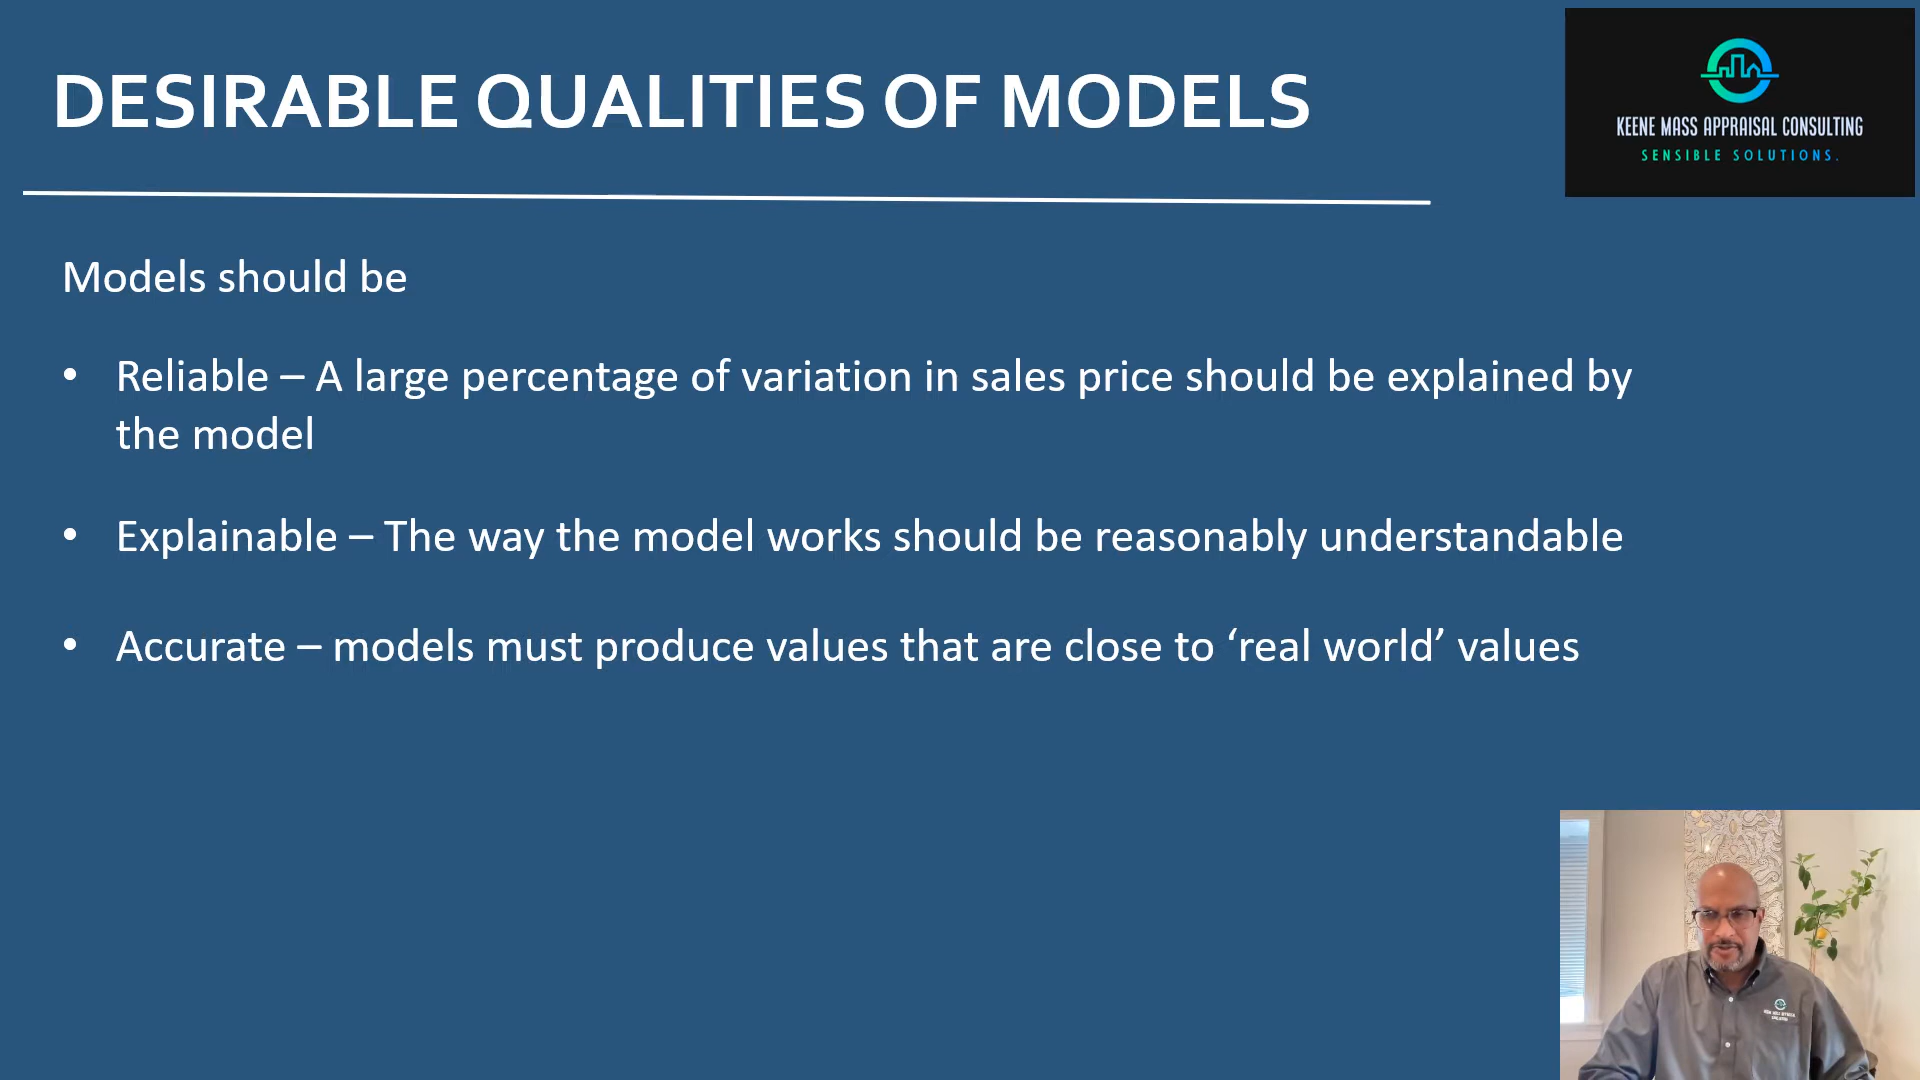 DESIRABLE QUALITIES OF MODELS
KEENE MASS APPRAISAL CONSULTING
SENSIBLE SOLUTIONS.
Models should be
• Reliable – A large percentage of variation in sales price should be explained by
the model
• Explainable – The way the model works should be reasonably understandable
• Accurate – models must produce values that are close to ‘real world’ values